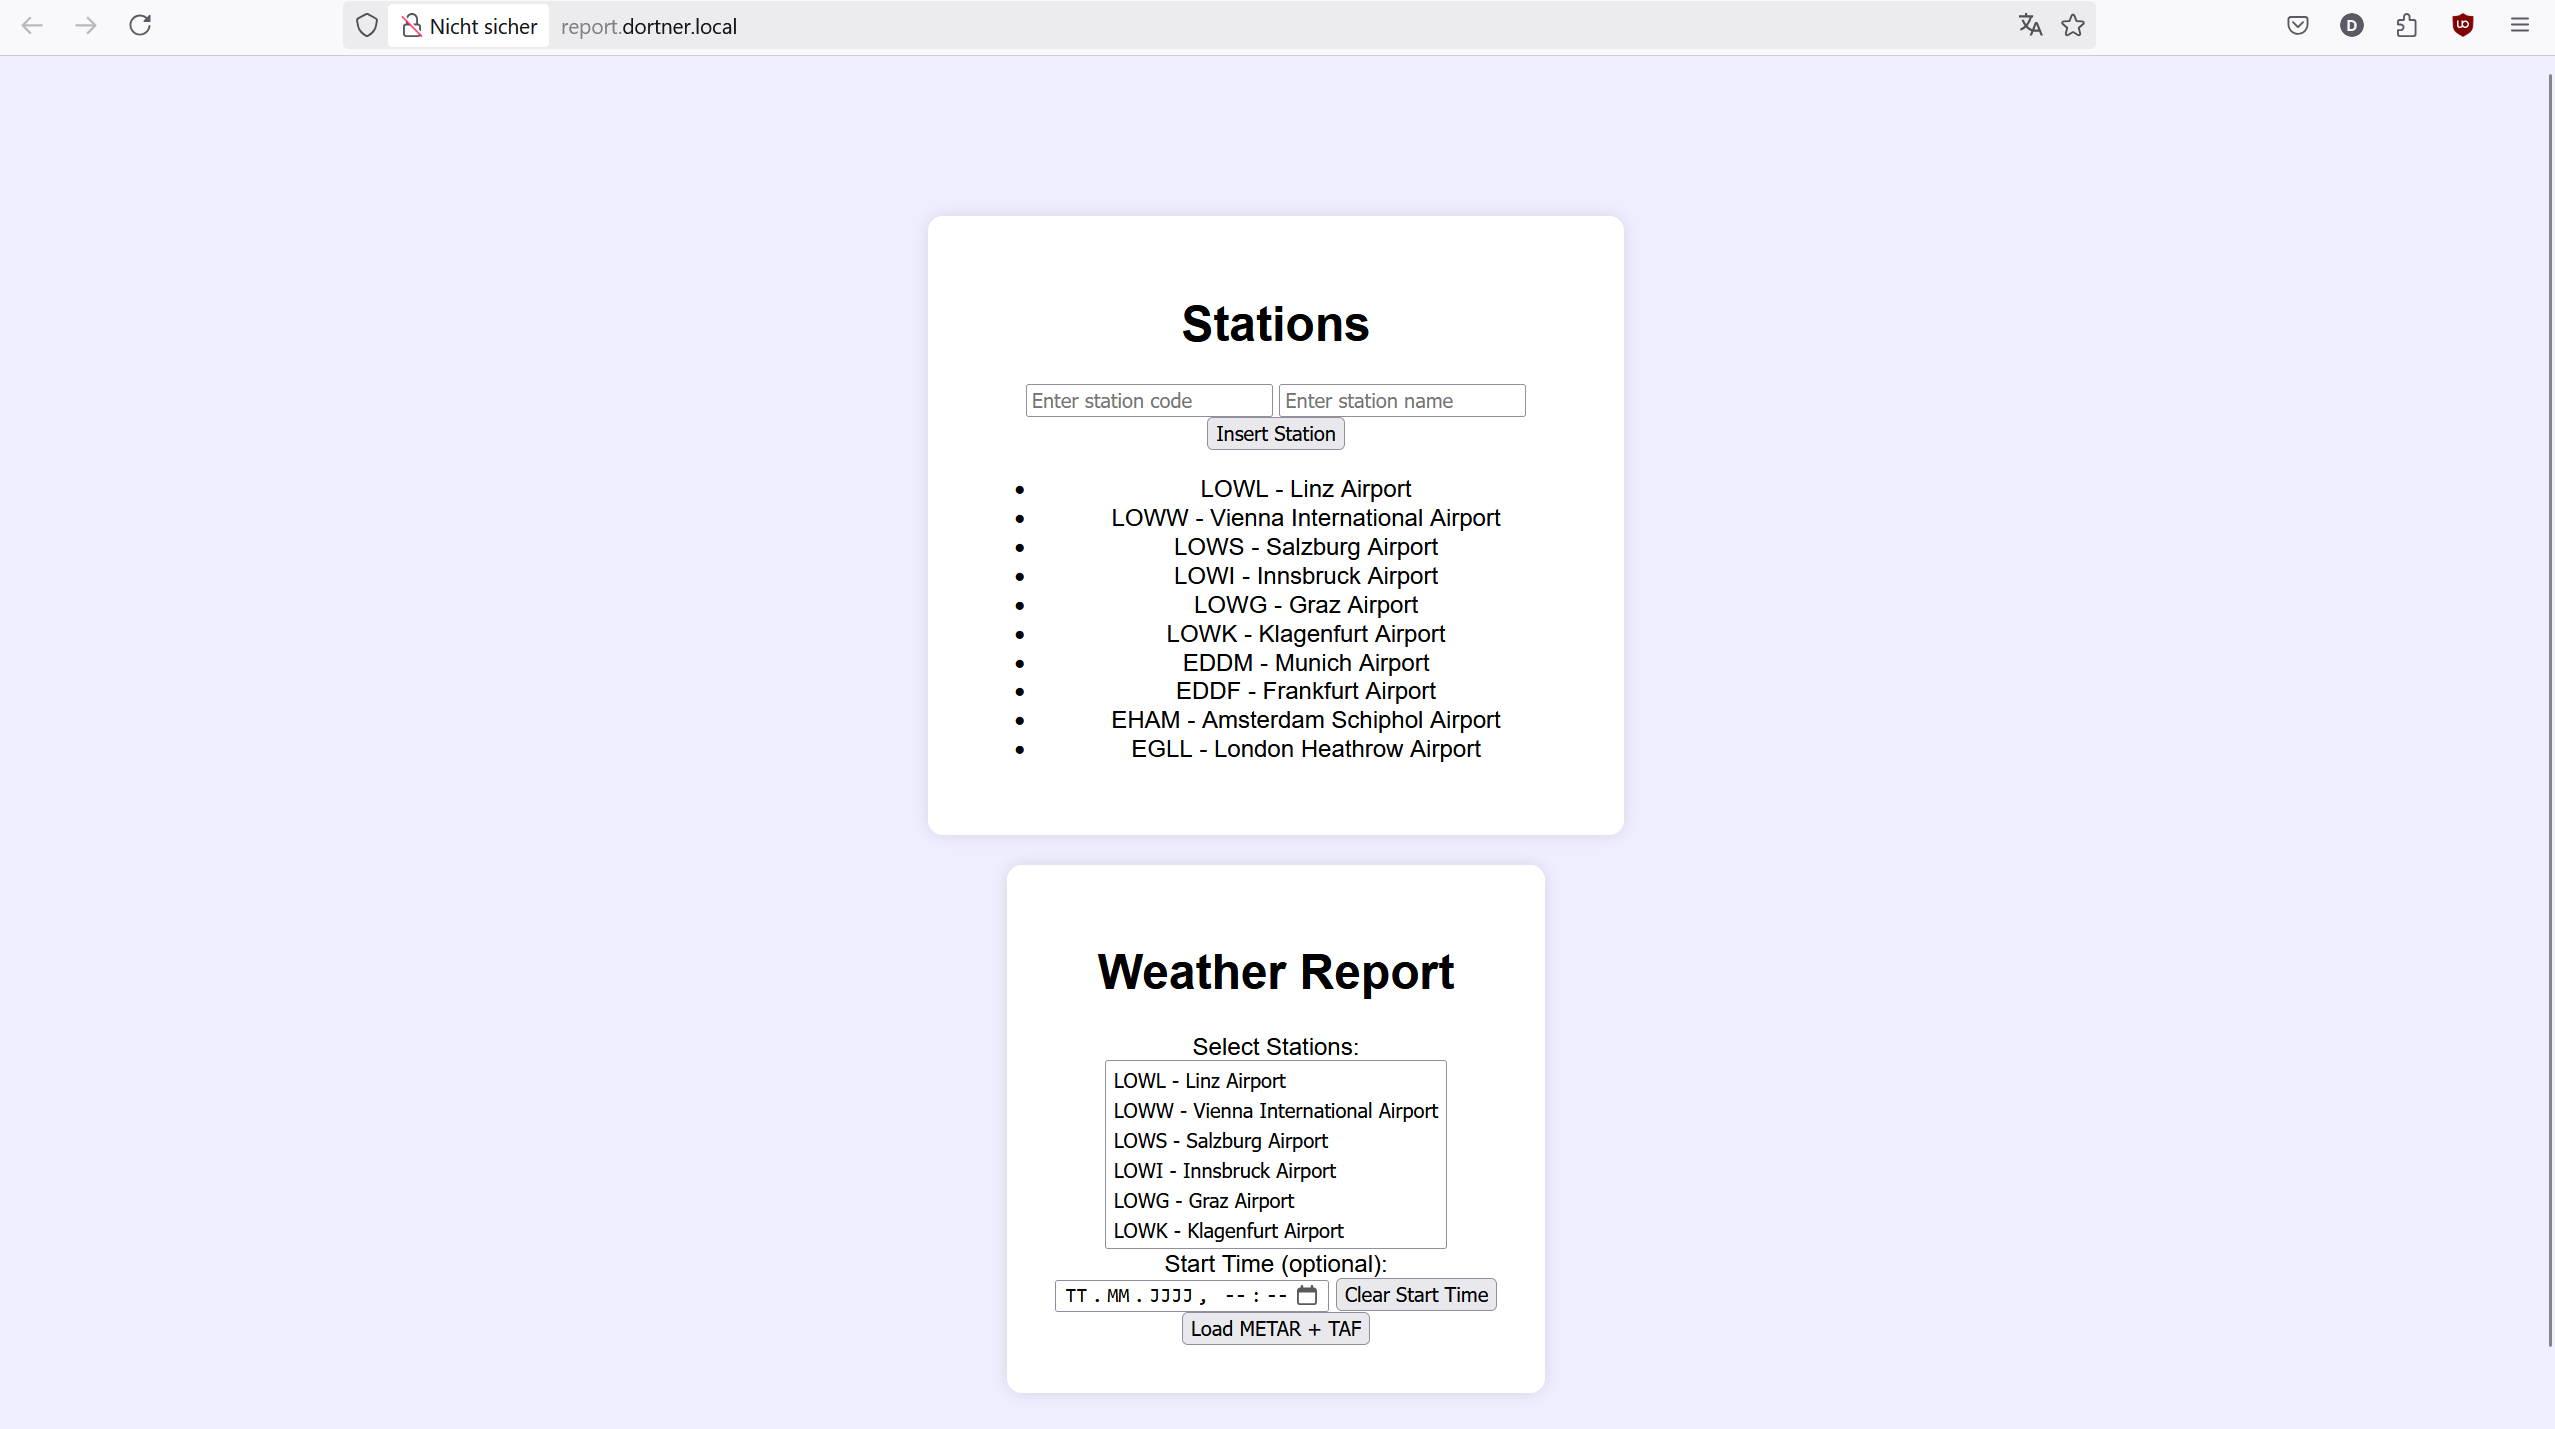 Nicht sicher report.dortner.local
D
Stations
Enter station code Enter station name
Insert Station
LOWL - Linz Airport
LOWW - Vienna International Airport
LOWS - Salzburg Airport
LOWI - Innsbruck Airport
LOWG - Graz Airport
LOWK - Klagenfurt Airport
EDDM - Munich Airport
EDDF - Frankfurt Airport
EHAM - Amsterdam Schiphol Airport
EGLL - London Heathrow Airport
Weather Report
Select Stations:
LOWL - Linz Airport
LOWW - Vienna International Airport
LOWS - Salzburg Airport
LOWI - Innsbruck Airport
LOWG - Graz Airport
LOWK - Klagenfurt Airport
Start Time (optional):
TT.MM.JJJJ, --:-- Clear Start Time
Load METAR + TAF